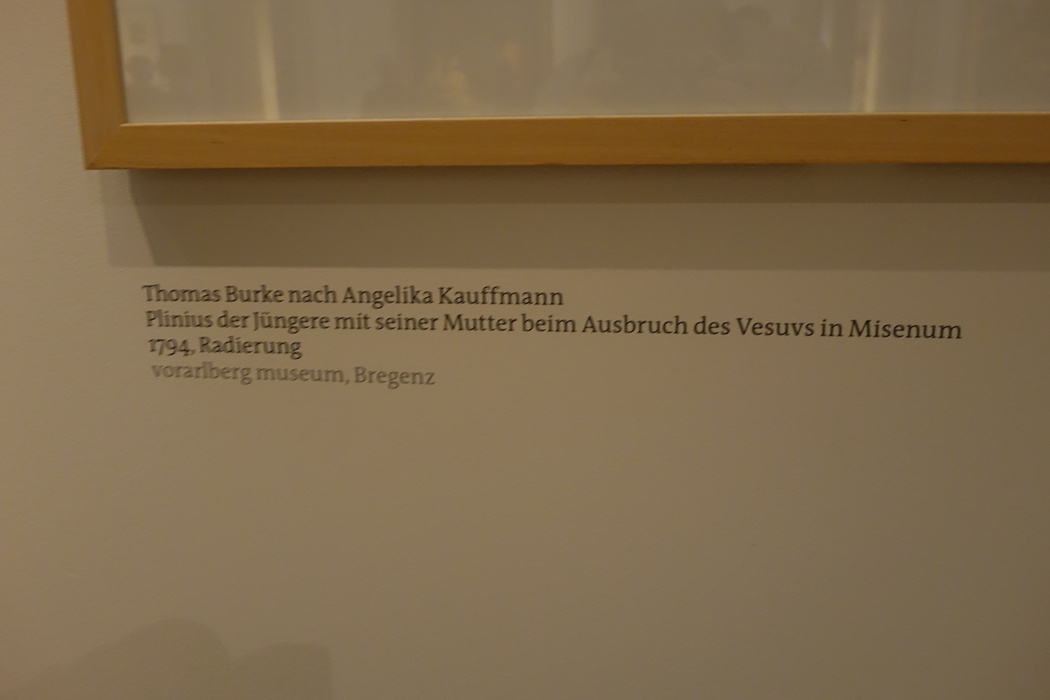 Thomas Burke nach Angelika Kauffmann
Plinius der Jüngere mit seiner Mutter beim Ausbruch des Vesuvs in Misenum
1794, Radierung
vorarlberg museum, Bregenz